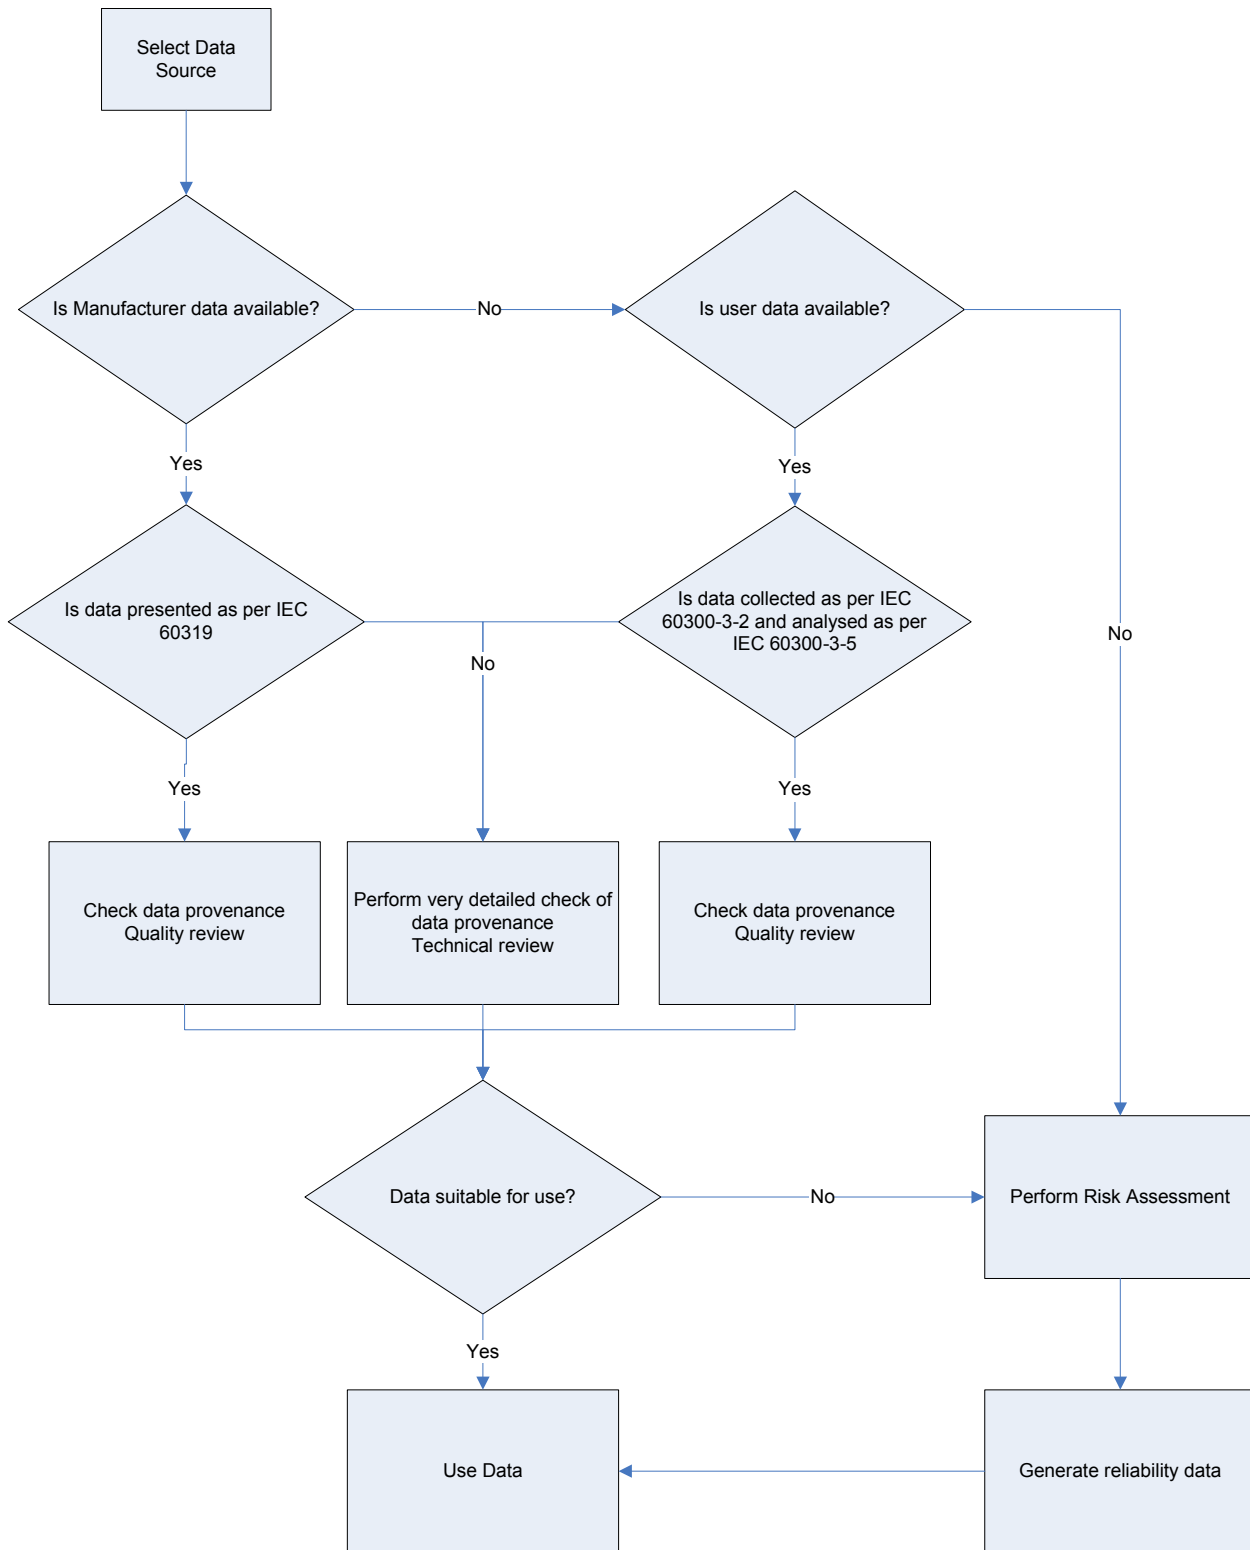 Select Data
Source
Is Manufacturer data available?
No
Is user data available?
Yes
Yes
Is data presented as per IEC
60319
Is data collected as per IEC
60300-3-2 and analysed as per
IEC 60300-3-5
No
No
Yes
Yes
Check data provenance
Quality review
Perform very detailed check of
data provenance
Technical review
Check data provenance
Quality review
Data suitable for use?
No
Perform Risk Assessment
Yes
Use Data
Generate reliability data